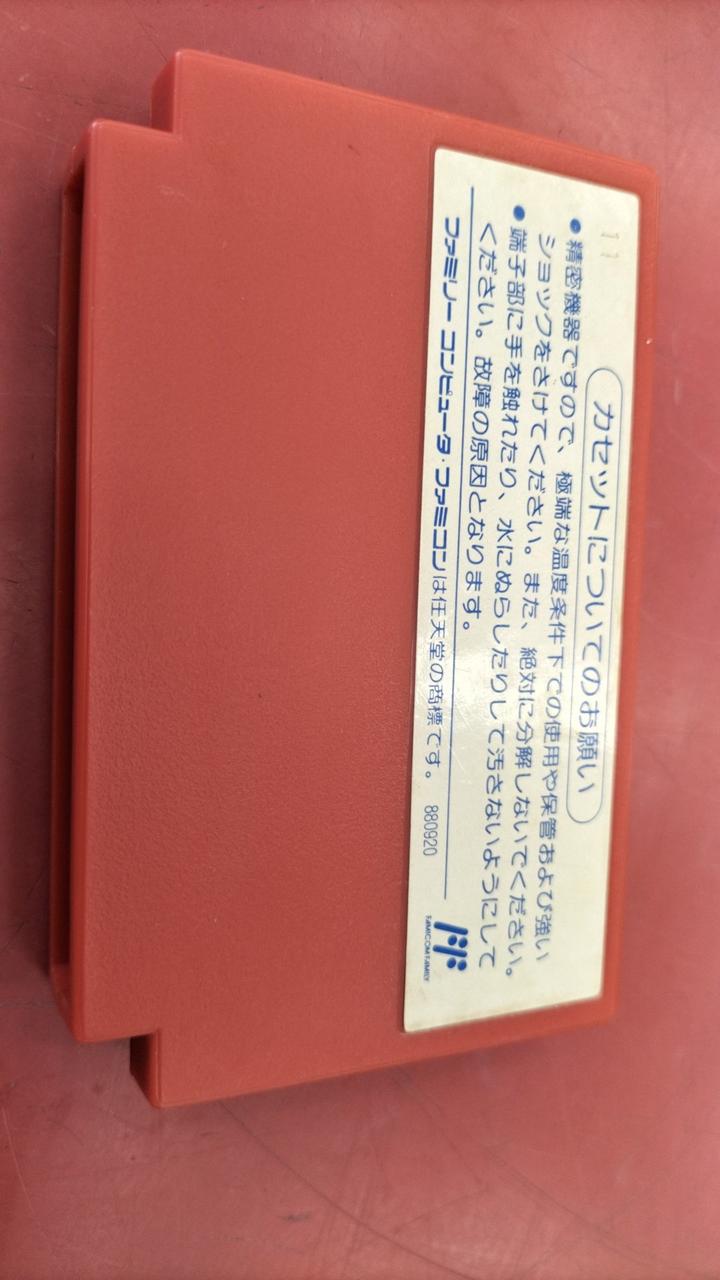 11
カセットについてのお願い
● 精密機器ですので、極端な温度条件下での使用や保管および強い
ショックをさけてください。また、絶対に分解しないでください。
● 端子部に手を触れたり、水にぬらしたりして汚さないようにして
ください。故障の原因となります。
ファミリー コンピュータ・ファミコンは任天堂の商標です。 880920
FAMICOM FAMILY